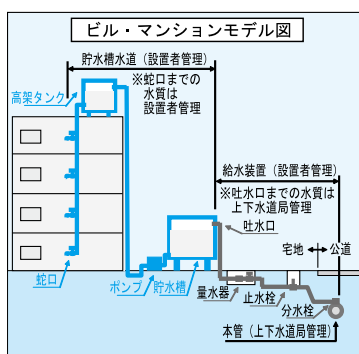 ビル・マンションモデル図
貯水槽水道（設置者管理）
※蛇口までの
水質は
設置者管理
高架タンク
給水装置（設置者管理）
※吐水口までの水質は
上下水道局管理
吐水口
宅地
公道
蛇口
ポンプ
貯水槽
量水器
止水栓
分水栓
本管（上下水道局管理）